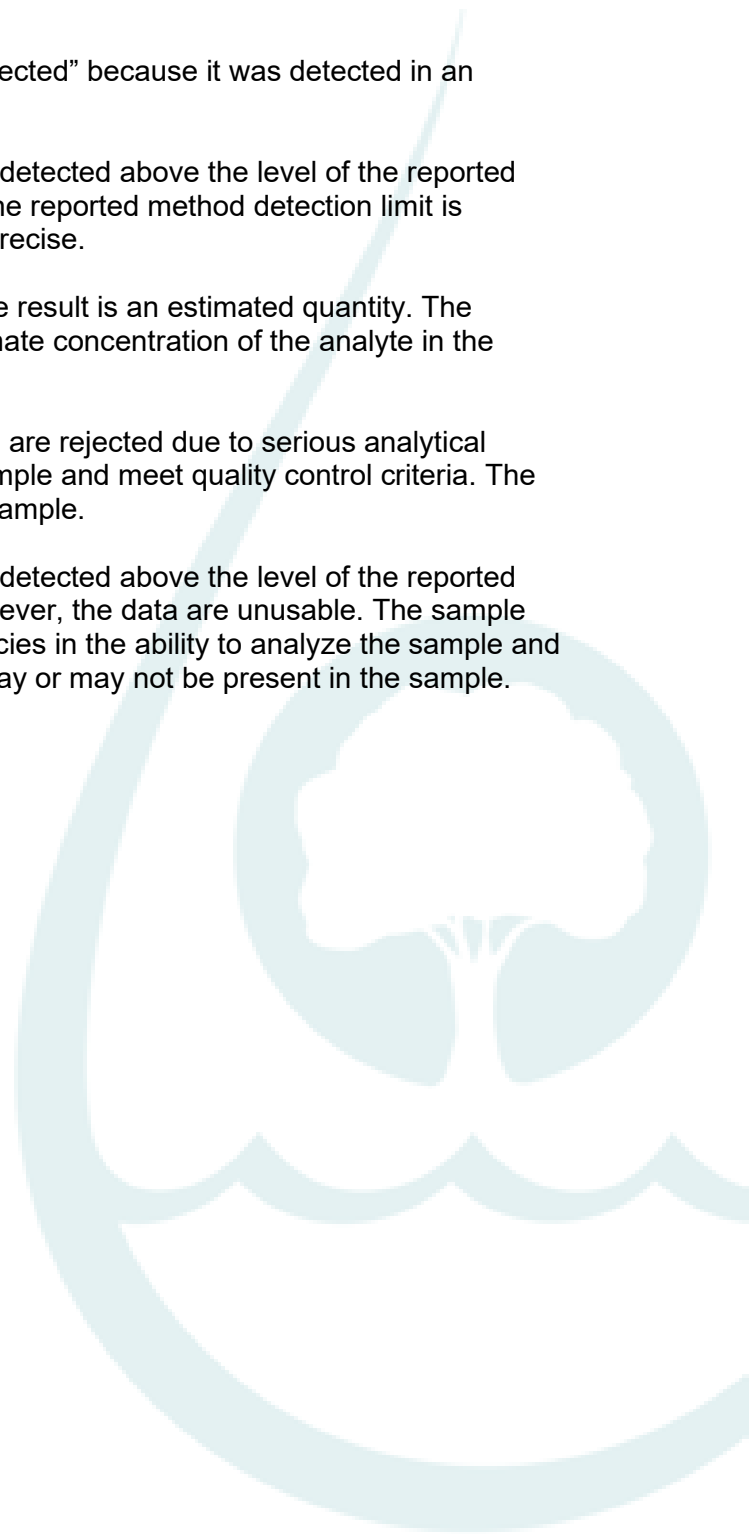 ected” because it was detected in an
detected above the level of the reported
ne reported method detection limit is
recise.
e result is an estimated quantity. The
nate concentration of the analyte in the
are rejected due to serious analytical
mple and meet quality control criteria. The
ample.
detected above the level of the reported
ever, the data are unusable. The sample
cies in the ability to analyze the sample and
ay or may not be present in the sample.